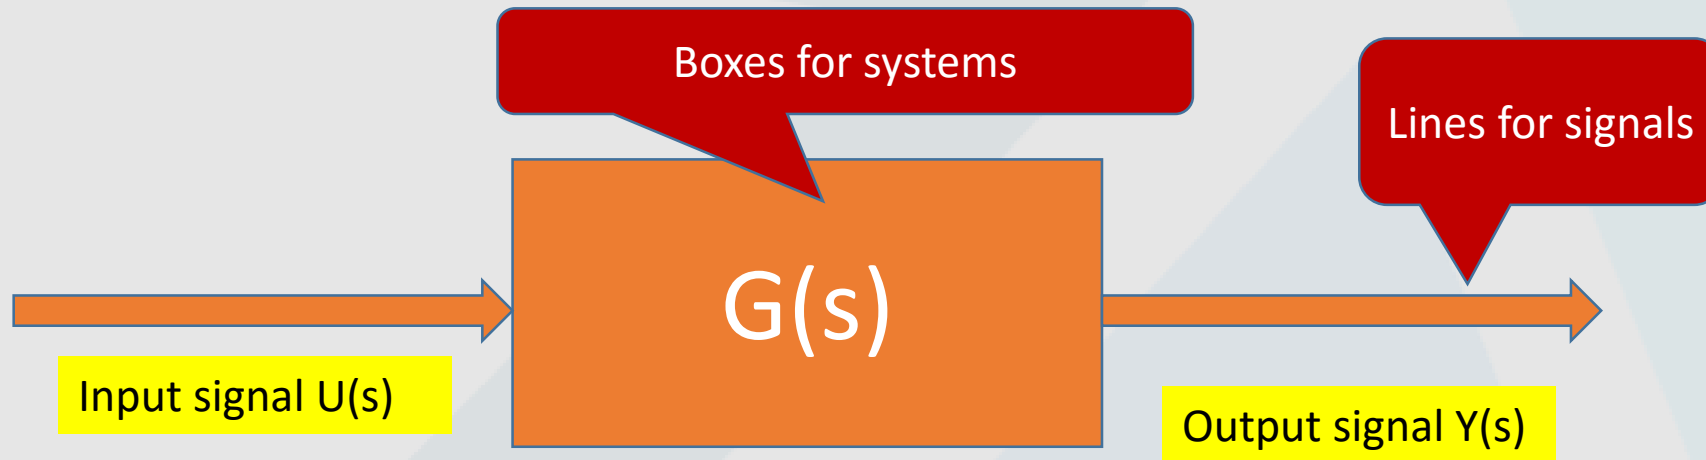 Boxes for systems
Lines for signals
G(s)
Input signal U(s)
Output signal Y(s)